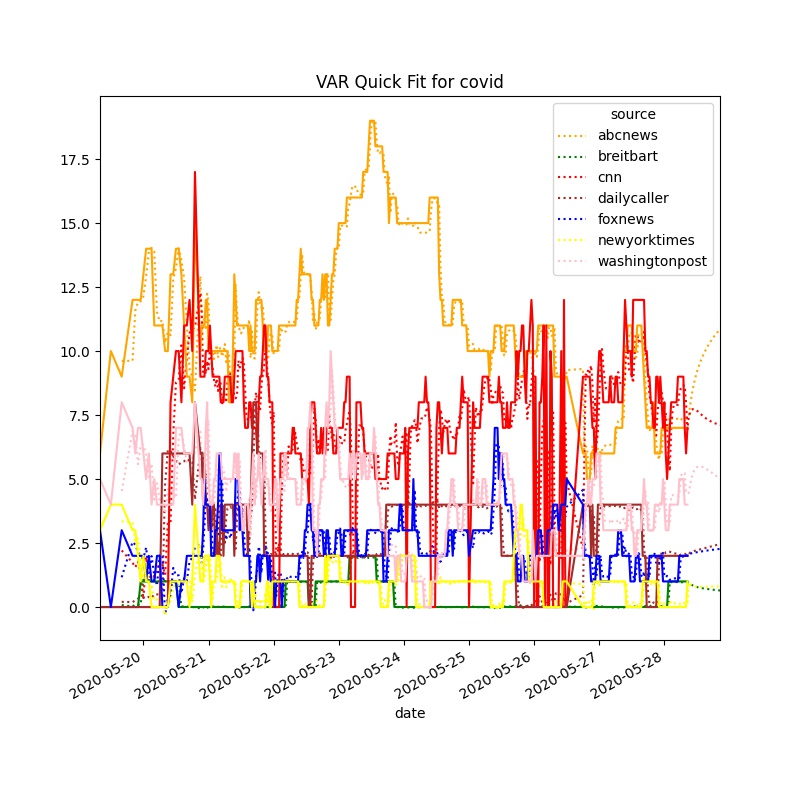 VAR Quick Fit for covid
source
abcnews
breitbart
cnn
dailycaller
foxnews
newyorktimes
washingtonpost
17.5
15.0
12.5
10.0
7.5
5.0
2.5
0.0
2020-05-20
2020-05-21
2020-05-22
2020-05-23
2020-05-24
2020-05-25
2020-05-26
2020-05-27
2020-05-28
date